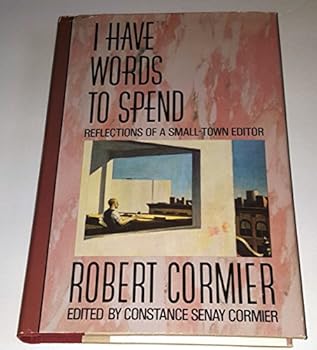 I HAVE
WORDS
TO SPEND
REFLECTIONS OF A SMALL-TOWN EDITOR
ROBERT CORMIER
EDITED BY CONSTANCE SENAY CORMIER